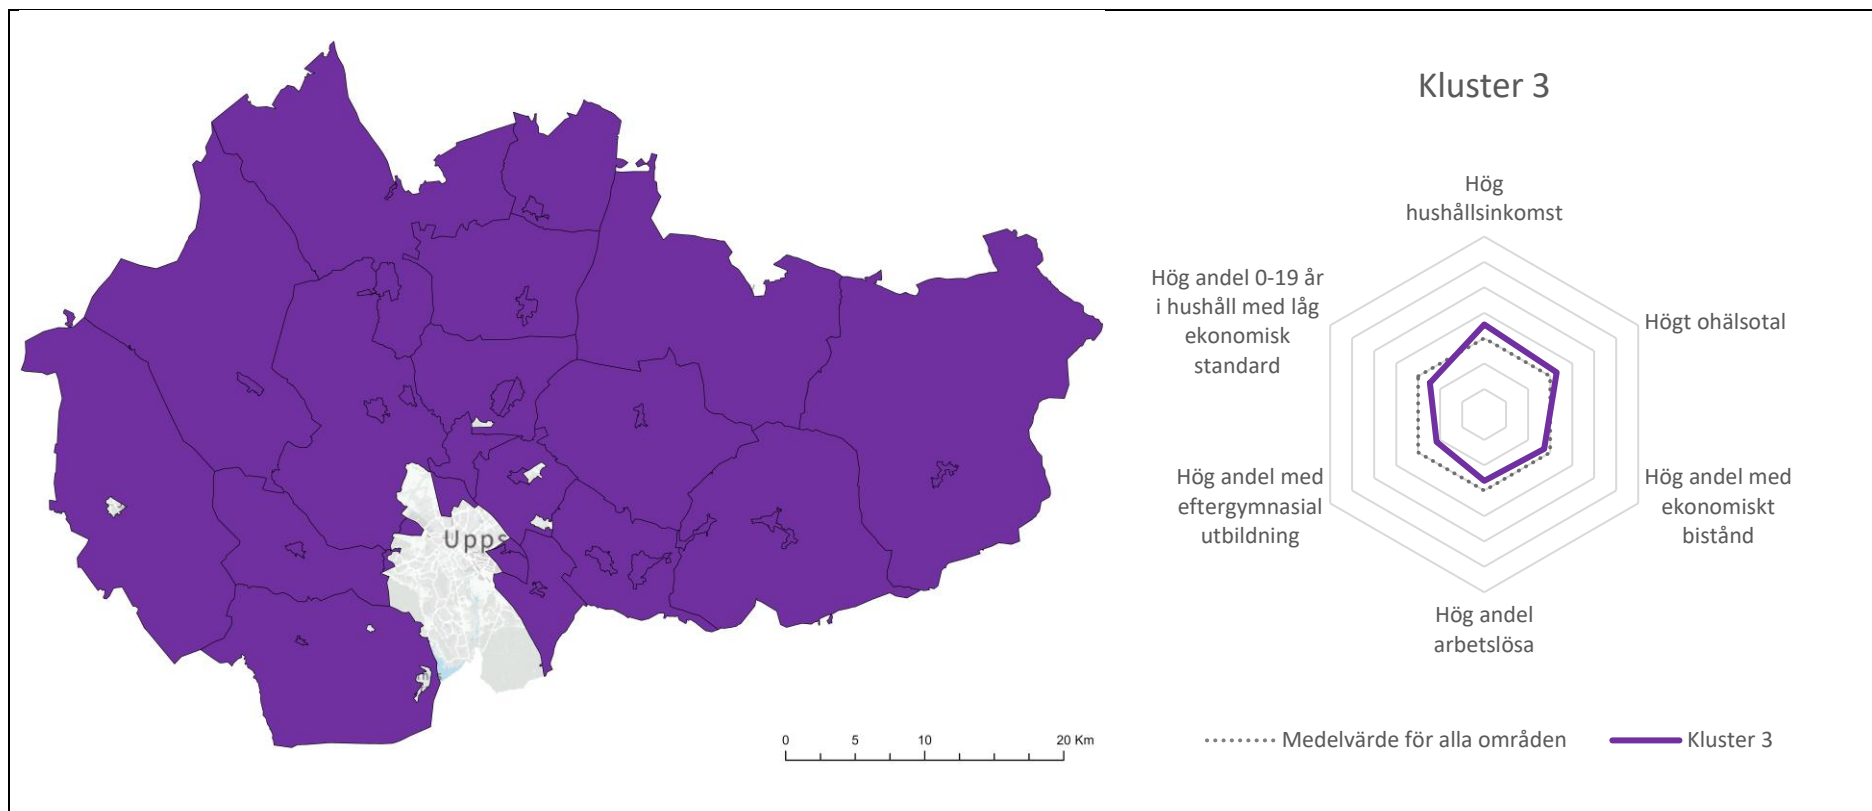 Kluster 3
Hög
hushållsinkomst
Hög andel 0-19 år
i hushåll med låg
ekonomisk
standard
Högt ohälsotal
Hög andel med
eftergymnasial
utbildning
Hög andel med
ekonomiskt
bistånd
Hög andel
arbetslösa
Upps
0 5 10 20 Km
Medelvärde för alla områden
Kluster 3